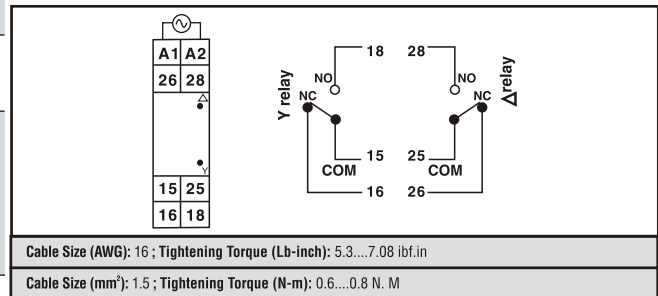 A1 A2
26 28
△
Y
15 25
16 18
18 28
NO NO
NC NC
Y relay
△relay
15 25
COM COM
16 26
Cable Size (AWG): 16 ; Tightening Torque (Lb-inch): 5.3....7.08 ibf.in
Cable Size (mm²): 1.5 ; Tightening Torque (N-m): 0.6....0.8 N. M